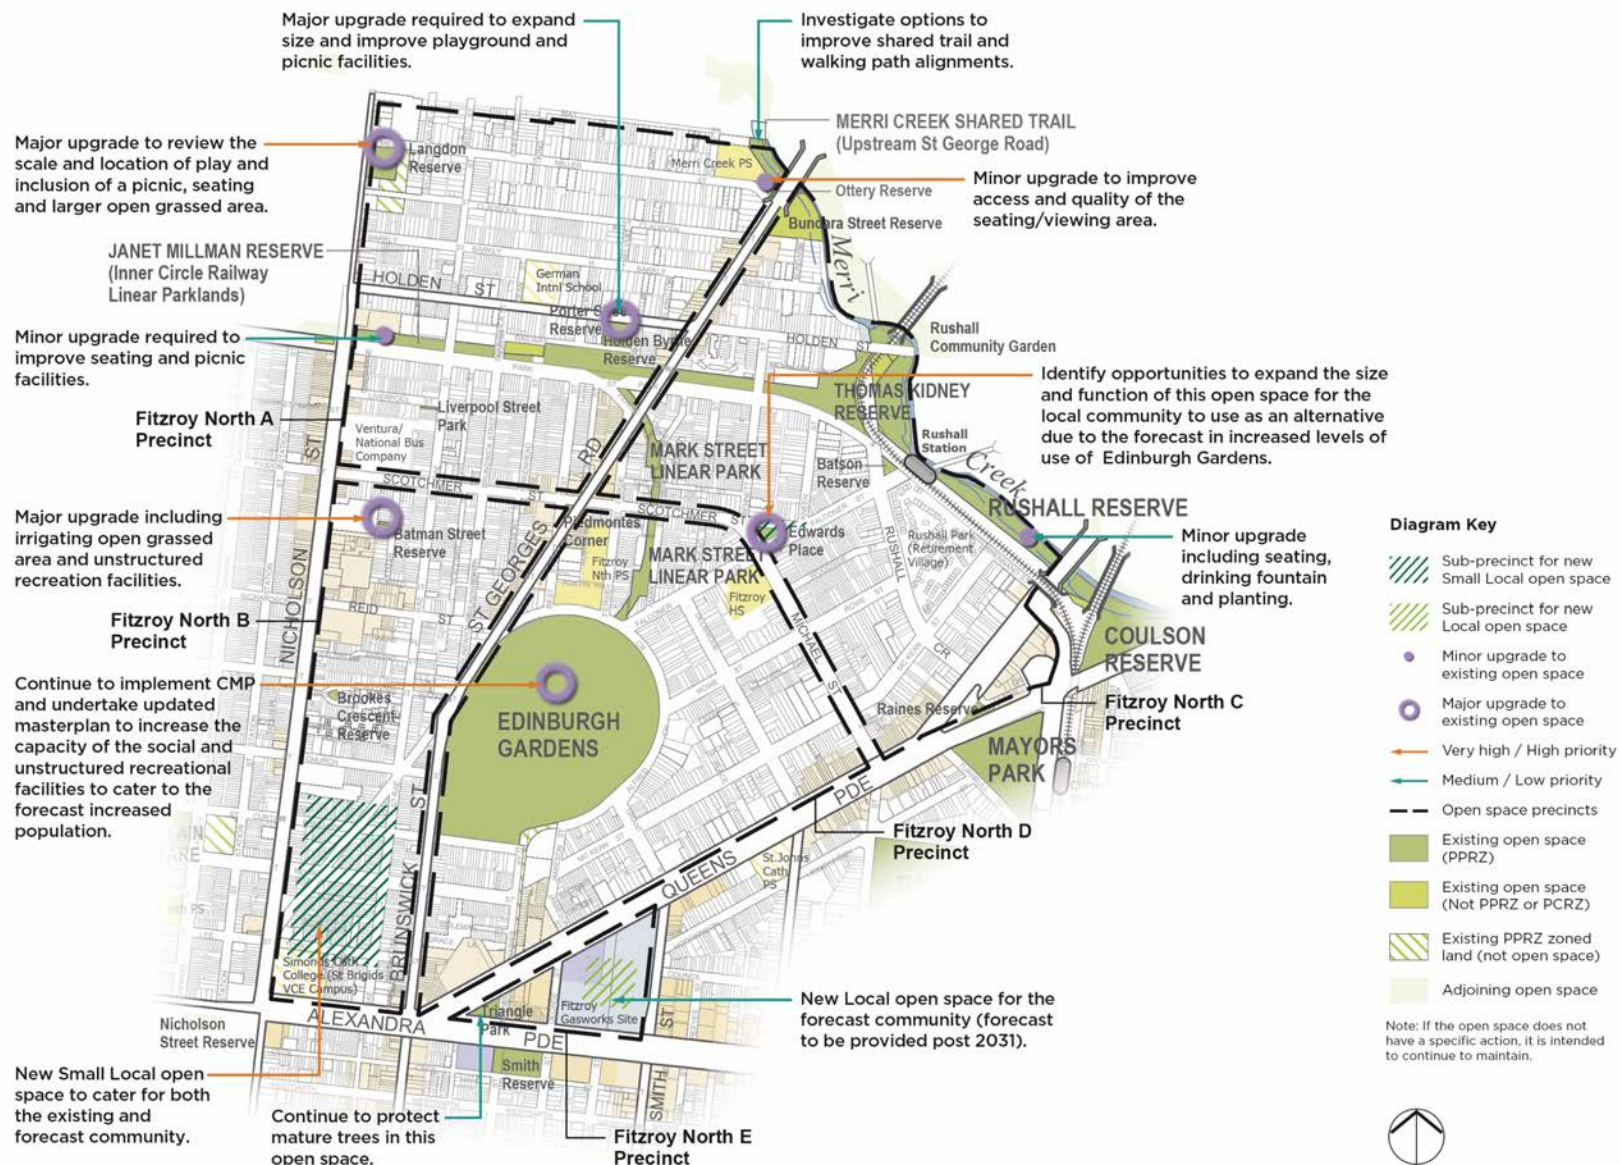 Major upgrade required to expand
size and improve playground and
picnic facilities.
Investigate options to
improve shared trail and
walking path alignments.
MERRI CREEK SHARED TRAIL
(Upstream St George Road)
Major upgrade to review the
scale and location of play and
inclusion of a picnic, seating
and larger open grassed area.
Langdon
Reserve
Merri Creek PS
Ottery Reserve
Minor upgrade to improve
access and quality of the
seating/viewing area.
Bundara Street Reserve
Merri
JANET MILLMAN RESERVE
(Inner Circle Railway
Linear Parklands)
HOLDEN ST
German
Intnl School
Reserve
Holden Byrne
Reserve
HOLDEN ST
Rushall
Community Garden
Minor upgrade required to
improve seating and picnic
facilities.
PARK
THOMAS KIDNEY
RESERVE
Identify opportunities to expand the size
and function of this open space for the
local community to use as an alternative
due to the forecast in increased levels of
use of Edinburgh Gardens.
Fitzroy North A
Precinct
Liverpool Street
Park
Ventura/
National Bus
Company
ST
RD
MARK STREET
LINEAR PARK
Rushall
Station
Batson
Reserve
Creek
SCOTCHMER ST
SCOTCHMER ST
RUSHALL RESERVE
Major upgrade including
irrigating open grassed
area and unstructured
recreation facilities.
Batman Street
Reserve
Piedmontes
Corner
Edwards
Place
FALCONER
RUSHALL
Rushall Park
(Retirement
Village)
Minor upgrade
including seating,
drinking fountain
and planting.
MARK STREET
LINEAR PARK
Fitzroy
Nth PS
Fitzroy
HS
NICHOLSON
REID ST
ST GEORGES
FALCONER
MICHAEL ST
ROWE ST
CR
Fitzroy North B
Precinct
COULSON
RESERVE
Continue to implement CMP
and undertake updated
masterplan to increase the
capacity of the social and
unstructured recreational
facilities to cater to the
forecast increased
population.
Brookes
Crescent
Reserve
EDINBURGH
GARDENS
Raines Reserve
Fitzroy North C
Precinct
MAYORS
PARK
CHURCH
ST
BRUNSWICK
QUEENS PDE
MC KEAN
Fitzroy North D
Precinct
St.Johns
Cath
PS
Simonds Cath
College (St Brigids
VCE Campus)
ALEXANDRA PDE
Triangle
Park
Fitzroy
Gasworks Site
ST
SMITH
Nicholson
Street Reserve
Smith
Reserve
New Local open space for the
forecast community (forecast
to be provided post 2031).
New Small Local open
space to cater for both
the existing and
forecast community.
Continue to protect
mature trees in this
open space.
Fitzroy North E
Precinct
Diagram Key
Sub-precinct for new
Small Local open space
Sub-precinct for new
Local open space
Minor upgrade to
existing open space
Major upgrade to
existing open space
Very high / High priority
Medium / Low priority
Open space precincts
Existing open space
(PPRZ)
Existing open space
(Not PPRZ or PCRZ)
Existing PPRZ zoned
land (not open space)
Adjoining open space
Note: If the open space does not
have a specific action, it is intended
to continue to maintain.